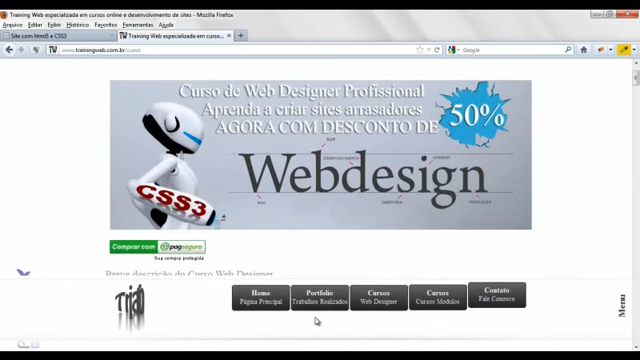 Training Web especializada em cursos online e desenvolvimento de sites - Mozilla Firefox
Arquivo Editar Exibir Histórico Favoritos Ferramentas Ajuda
Site com html5 e CSS3
Training Web especializada em curso...
www.trainingweb.com.br/curso
Google
Curso de Web Designer Profissional
Aprenda a criar sites arrasadores
AGORA COM DESCONTO DE
50%
Webdesign
CSS3
Comprar com pagseguro
Sua compra protegida
Breve descrição do Curso Web Designer
Home
Página Principal
Portfolio
Trabalhos Realizados
Cursos
Web Designer
Cursos
Cursos Modulos
Contato
Fale Conosco
Menu